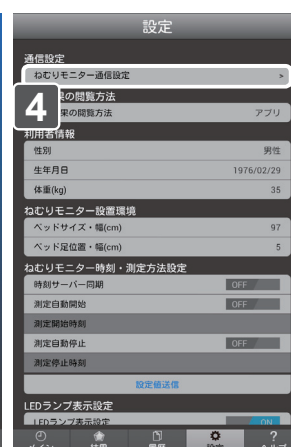 設定
通信設定
ねむりモニター通信設定 >
4
果の閲覧方法
果の閲覧方法 アプリ
利用者情報
性別 男性
生年月日 1976/02/29
体重(kg) 35
ねむりモニター設置環境
ベッドサイズ・幅(cm) 97
ベッド足位置・幅(cm) 5
ねむりモニター時刻・測定方法設定
時刻サーバー同期 OFF
測定自動開始 OFF
測定開始時刻
測定自動停止 OFF
測定停止時刻
設定値送信
LEDランプ表示設定
LEDランプ表示設定 ON
?